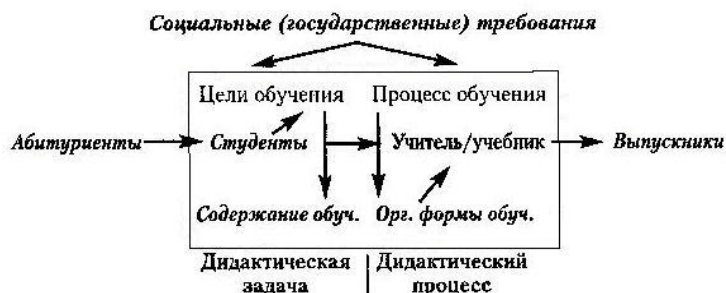 Социальные (государственные) требования
Цели обучения Процесс обучения
Абитуриенты Студенты Учитель/учебник Выпускники
Содержание обуч. Орг. формы обуч.
Дидактическая задача
Дидактический процесс